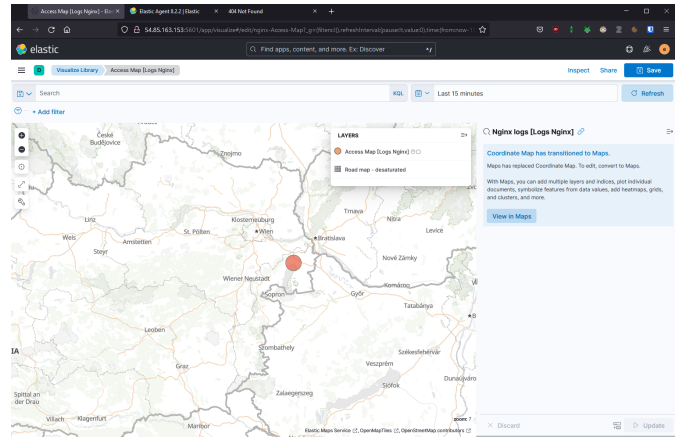 Access Map [Logs Nginx] - Ela
Elastic Agent 8.2.2 | Elastic
404 Not Found
54.85.163.153:5601/app/visualize#/edit/nginx-Access-Map?_g=(filters:!(),refreshInterval:(pause:!t,value:0),time:(from:now-1
elastic
Find apps, content, and more. Ex: Discover
D
Visualize Library
Access Map [Logs Nginx]
Inspect
Share
Save
Search
KQL
Last 15 minutes
Refresh
+ Add filter
České
Budějovice
Znojmo
Linz
Wels
Steyr
Amstetten
St. Pölten
Klosterneuburg
Wien
Bratislava
Trnava
Nitra
Levice
Nové Zámky
Wiener Neustadt
Sopron
Győr
Komárno
Tatabánya
Leoben
Szombathely
Veszprém
Székesfehérvár
IA
Graz
Siófok
Dunaújváro
Zalaegerszeg
Spittal an
der Drau
Villach
Klagenfurt
Maribor
LAYERS
Access Map [Logs Nginx]
Road map - desaturated
zoom: 7
Elastic Maps Service, OpenMapTiles, OpenStreetMap contributors
Nginx logs [Logs Nginx]
Coordinate Map has transitioned to Maps.
Maps has replaced Coordinate Map. To edit, convert to Maps.
With Maps, you can add multiple layers and indices, plot individual
documents, symbolize features from data values, add heatmaps, grids,
and clusters, and more.
View in Maps
Discard
Update